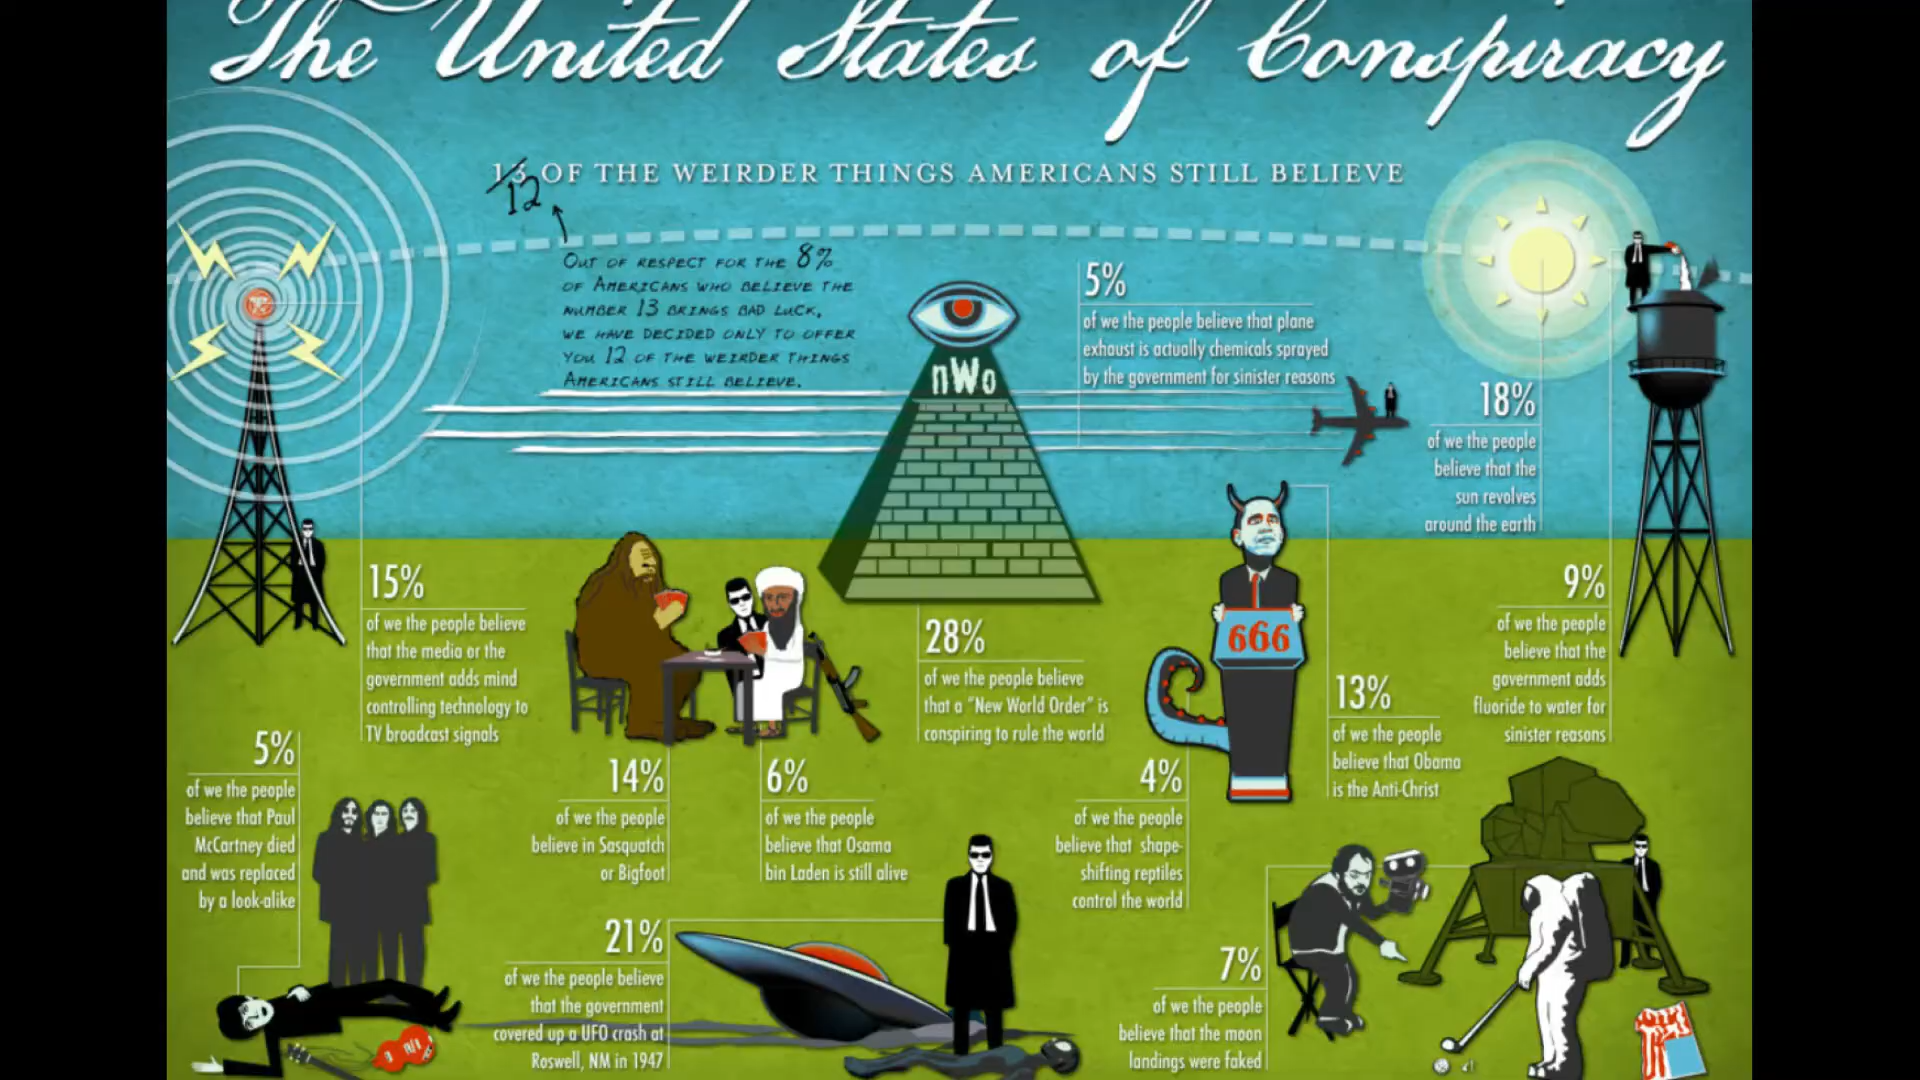 The United States of Conspiracy
13 OF THE WEIRDER THINGS AMERICANS STILL BELIEVE
12
OUT OF RESPECT FOR THE 8%
OF AMERICANS WHO BELIEVE THE
NUMBER 13 BRINGS BAD LUCK,
WE HAVE DECIDED ONLY TO OFFER
YOU 12 OF THE WEIRDER THINGS
AMERICANS STILL BELIEVE.
nWo
5%
of we the people believe that plane
exhaust is actually chemicals sprayed
by the government for sinister reasons
18%
of we the people
believe that the
sun revolves
around the earth
15%
of we the people believe
that the media or the
government adds mind
controlling technology to
TV broadcast signals
28%
of we the people believe
that a “New World Order” is
conspiring to rule the world
666
13%
of we the people
believe that Obama
is the Anti-Christ
9%
of we the people
believe that the
government adds
fluoride to water for
sinister reasons
5%
of we the people
believe that Paul
McCartney died
and was replaced
by a look-alike
14%
of we the people
believe in Sasquatch
or Bigfoot
6%
of we the people
believe that Osama
bin Laden is still alive
4%
of we the people
believe that shape-
shifting reptiles
control the world
21%
of we the people believe
that the government
covered up a UFO crash at
Roswell, NM in 1947
7%
of we the people
believe that the moon
landings were faked